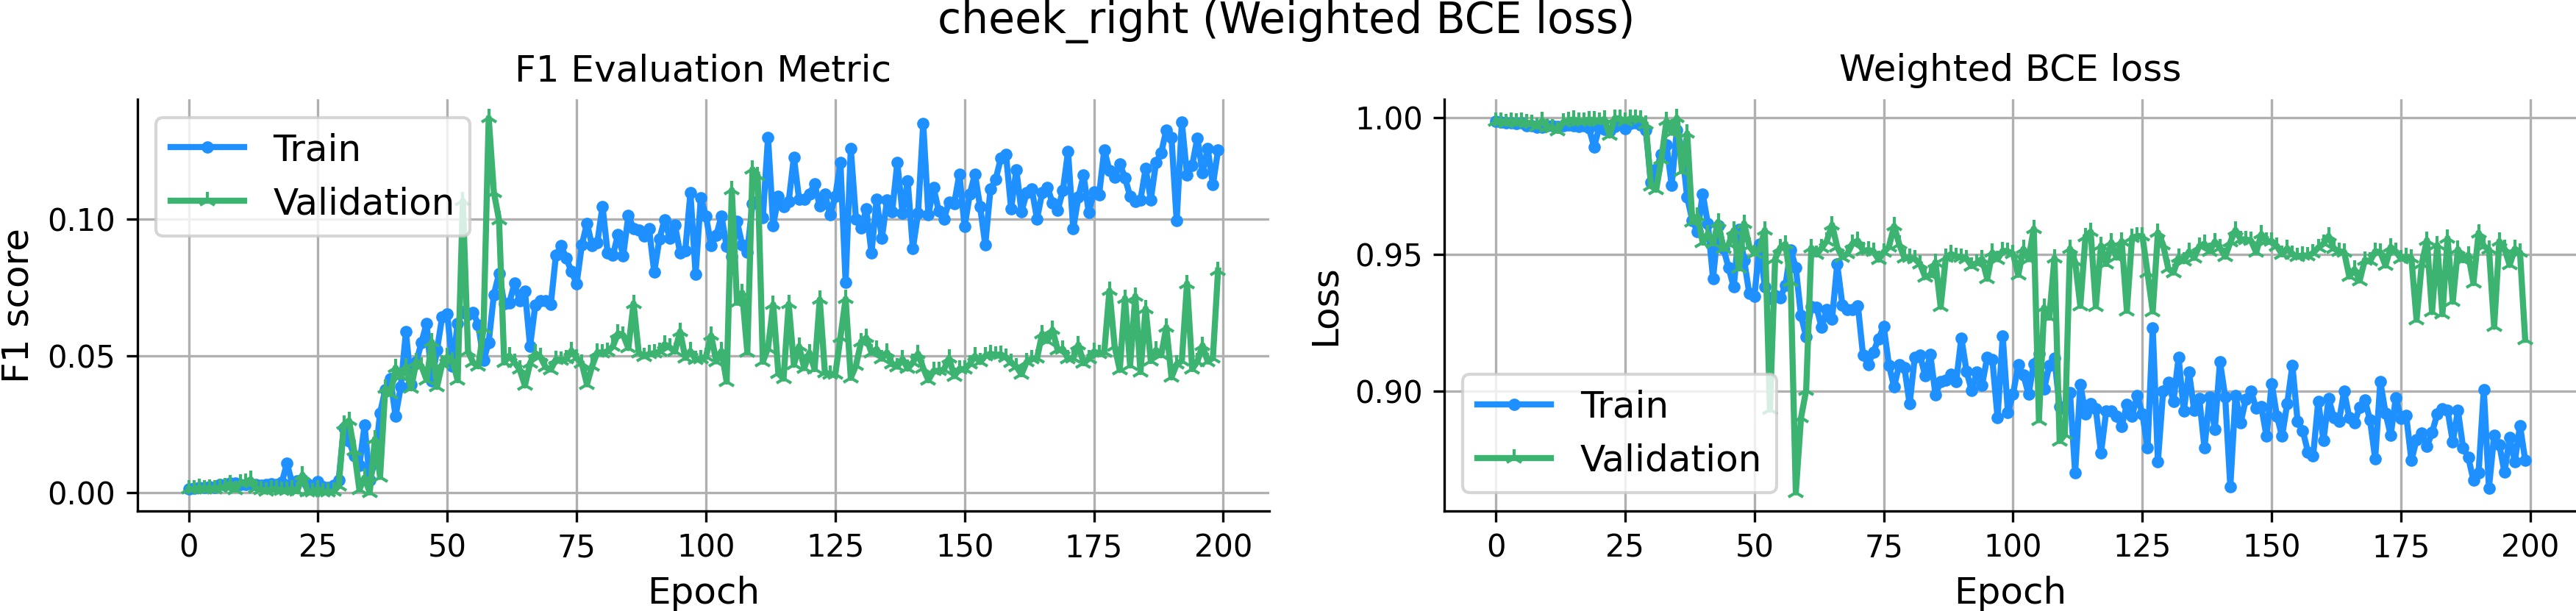 cheek_right (Weighted BCE loss)
F1 Evaluation Metric
Train
Validation
F1 score
0.10
0.05
0.00
0 25 50 75 100 125 150 175 200
Epoch
Weighted BCE loss
1.00
0.95
0.90
Loss
Train
Validation
0 25 50 75 100 125 150 175 200
Epoch